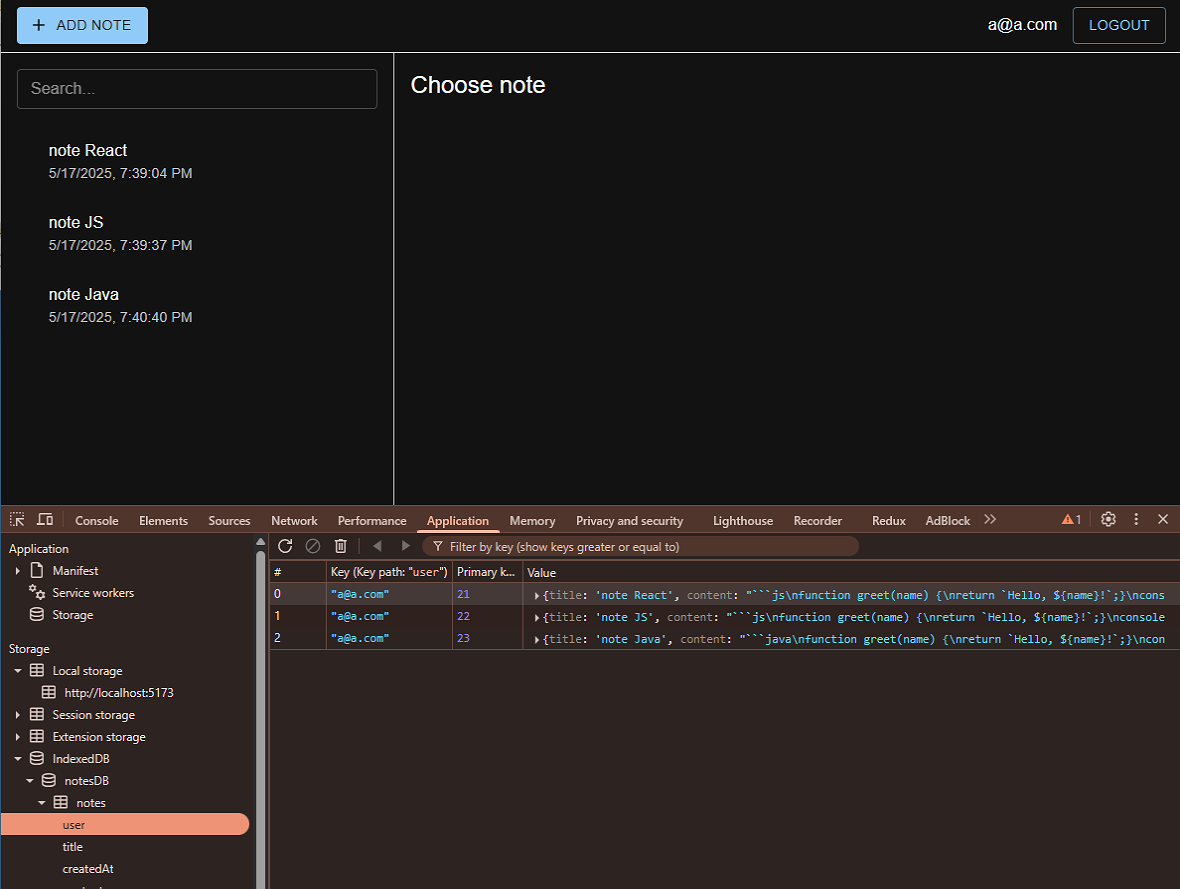 + ADD NOTE
a@a.com
LOGOUT
Search...
Choose note
note React
5/17/2025, 7:39:04 PM
note JS
5/17/2025, 7:39:37 PM
note Java
5/17/2025, 7:40:40 PM
Console Elements Sources Network Performance Application Memory Privacy and security Lighthouse Recorder Redux AdBlock 1
Application
Manifest
Service workers
Storage
Storage
Local storage
http://localhost:5173
Session storage
Extension storage
IndexedDB
notesDB
notes
user
title
createdAt
Filter by key (show keys greater or equal to)
# Key (Key path: "user") Primary k... Value
0 "a@a.com" 21 {title: 'note React', content: "```js\nfunction greet(name) {\nreturn `Hello, ${name}!`;}\ncons
1 "a@a.com" 22 {title: 'note JS', content: "```js\nfunction greet(name) {\nreturn `Hello, ${name}!`;}\nconsole
2 "a@a.com" 23 {title: 'note Java', content: "```java\nfunction greet(name) {\nreturn `Hello, ${name}!`;}\ncon